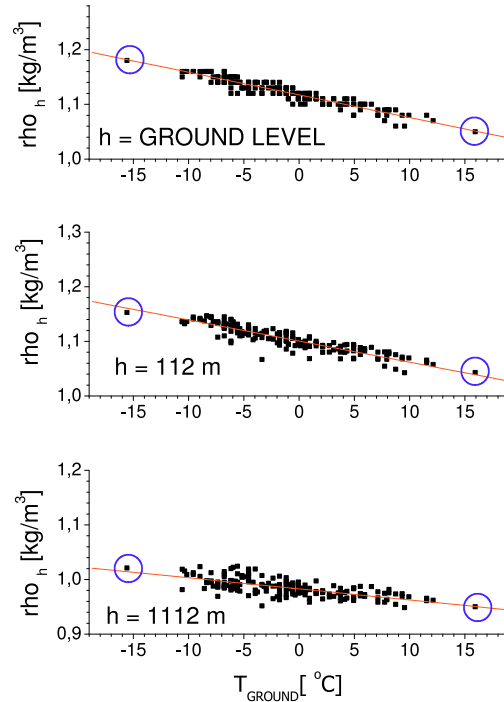 rho h [kg/m³]
1,2
1,1
1,0
h = GROUND LEVEL
-15 -10 -5 0 5 10 15
rho h [kg/m³]
1,3
1,2
1,1
1,0
h = 112 m
-15 -10 -5 0 5 10 15
rho h [kg/m³]
1,2
1,1
1,0
0,9
h = 1112 m
-15 -10 -5 0 5 10 15
T GROUND [ °C]